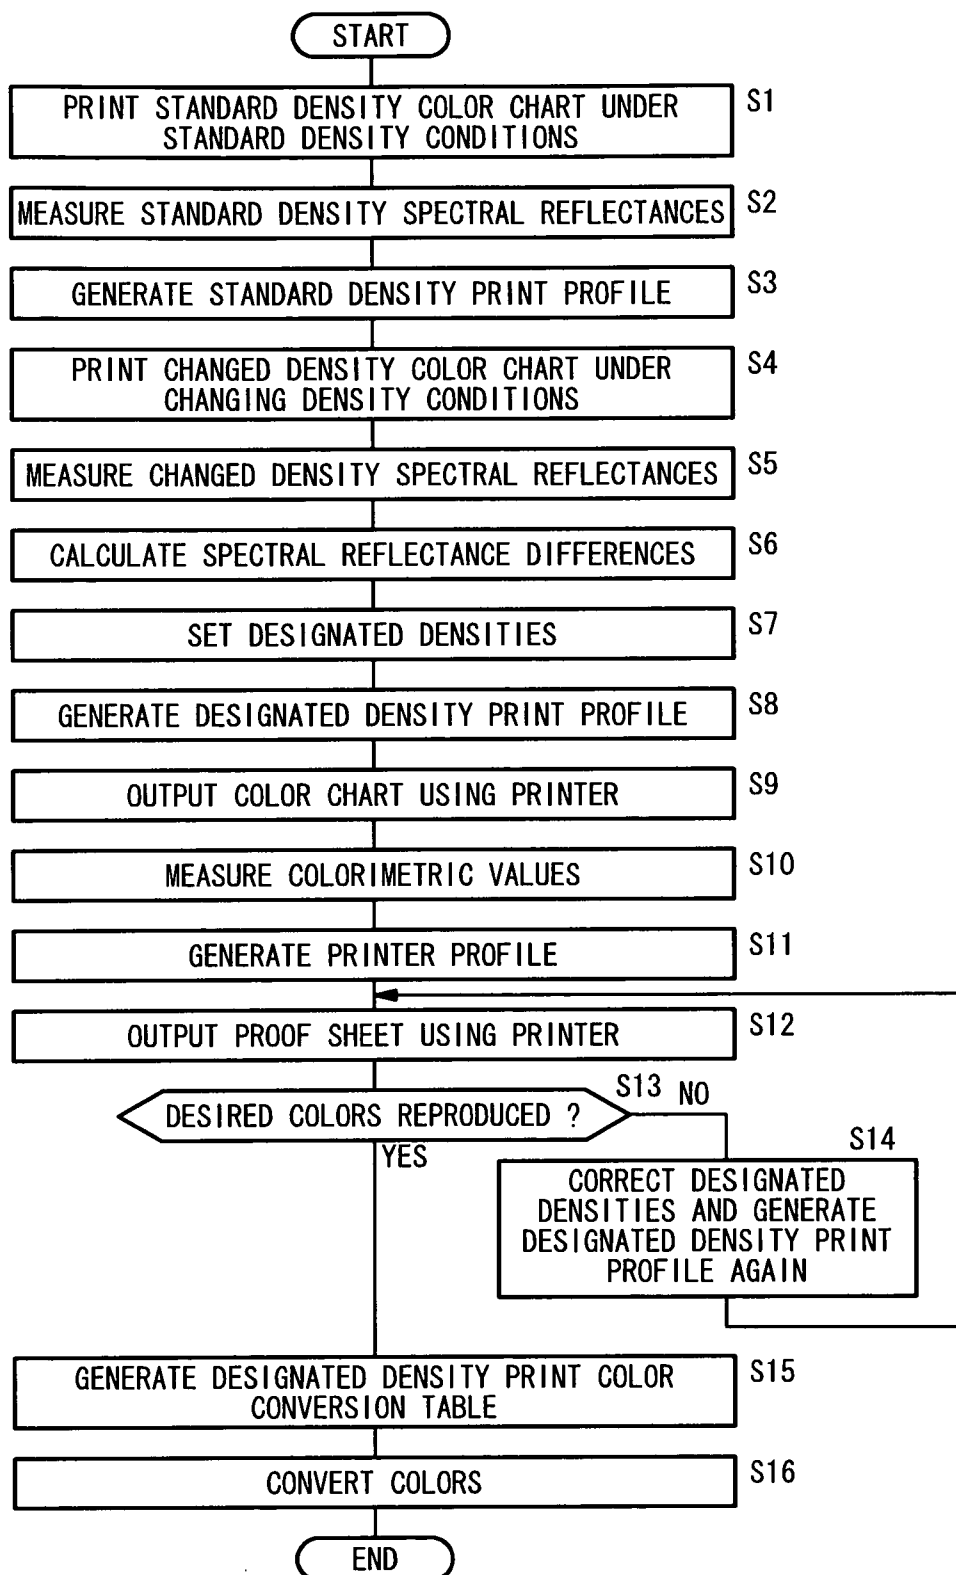 START
PRINT STANDARD DENSITY COLOR CHART UNDER
STANDARD DENSITY CONDITIONS
S1
MEASURE STANDARD DENSITY SPECTRAL REFLECTANCES
S2
GENERATE STANDARD DENSITY PRINT PROFILE
S3
PRINT CHANGED DENSITY COLOR CHART UNDER
CHANGING DENSITY CONDITIONS
S4
MEASURE CHANGED DENSITY SPECTRAL REFLECTANCES
S5
CALCULATE SPECTRAL REFLECTANCE DIFFERENCES
S6
SET DESIGNATED DENSITIES
S7
GENERATE DESIGNATED DENSITY PRINT PROFILE
S8
OUTPUT COLOR CHART USING PRINTER
S9
MEASURE COLORIMETRIC VALUES
S10
GENERATE PRINTER PROFILE
S11
OUTPUT PROOF SHEET USING PRINTER
S12
DESIRED COLORS REPRODUCED ?
S13
NO
YES
S14
CORRECT DESIGNATED
DENSITIES AND GENERATE
DESIGNATED DENSITY PRINT
PROFILE AGAIN
GENERATE DESIGNATED DENSITY PRINT COLOR
CONVERSION TABLE
S15
CONVERT COLORS
S16
END